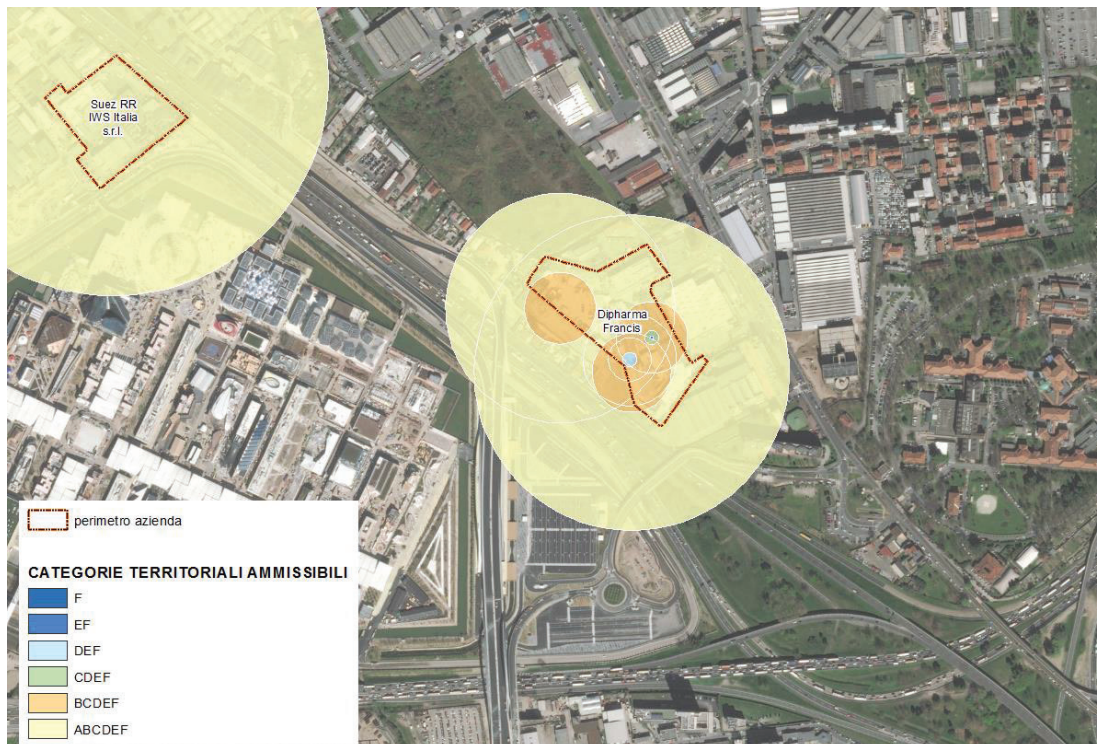 Suez RR
IWS Italia
s.r.l.
Dipharma
Francis
perimetro azienda
CATEGORIE TERRITORIALI AMMISSIBILI
F
EF
DEF
CDEF
BCDEF
ABCDEF